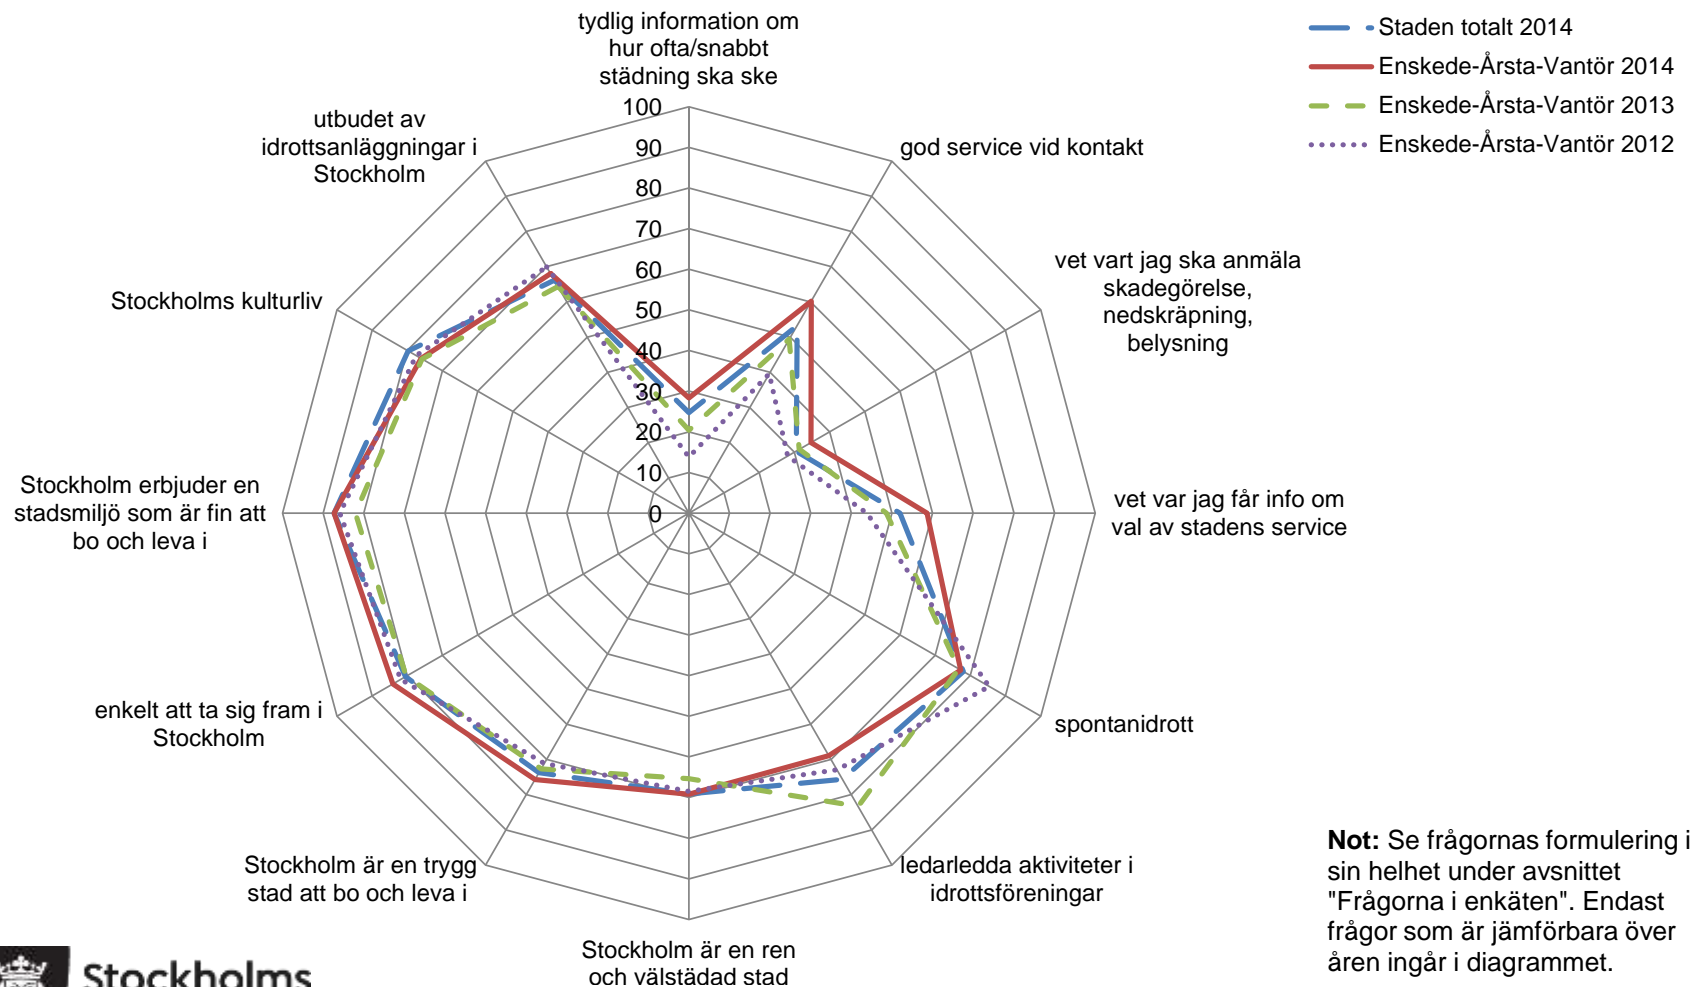 tydlig information om
hur ofta/snabbt
städning ska ske
Staden totalt 2014
Enskede-Årsta-Vantör 2014
Enskede-Årsta-Vantör 2013
Enskede-Årsta-Vantör 2012
utbudet av
idrottsanläggningar i
Stockholm
god service vid kontakt
100
90
80
70
60
50
40
30
20
10
0
vet vart jag ska anmäla
skadegörelse,
nedskräpning,
belysning
Stockholms kulturliv
Stockholm erbjuder en
stadsmiljö som är fin att
bo och leva i
vet var jag får info om
val av stadens service
enkelt att ta sig fram i
Stockholm
spontanidrott
Stockholm är en trygg
stad att bo och leva i
ledarledda aktiviteter i
idrottsföreningar
Stockholm är en ren
och välstädad stad
Not: Se frågornas formulering i
sin helhet under avsnittet
"Frågorna i enkäten". Endast
frågor som är jämförbara över
åren ingår i diagrammet.
Stockholms